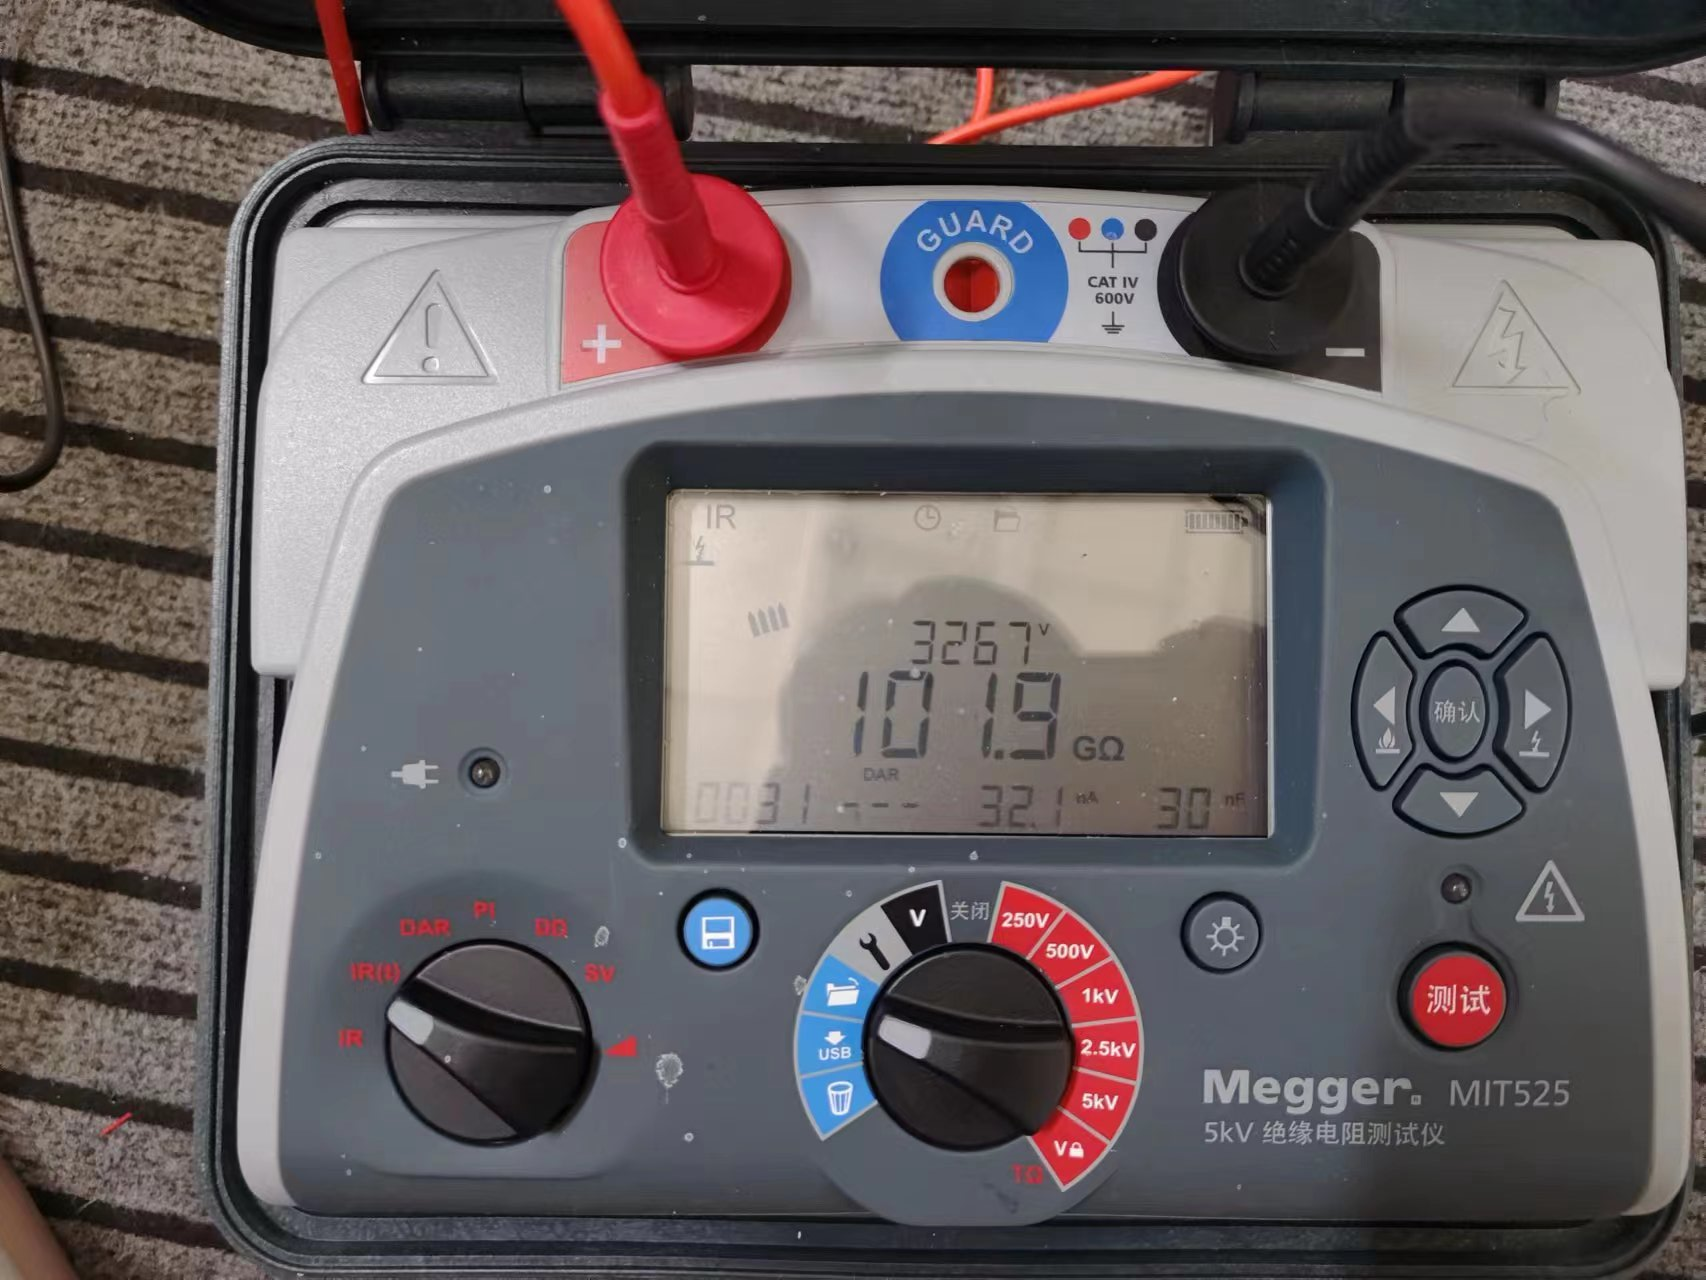 GUARD
CAT IV
600V
+
−
IR
3267 V
101.9 GΩ
DAR
0031 --- 32.1 nA 30 nF
确认
PI
DAR
DD
IR(t)
SV
IR
V
关闭
250V
500V
1kV
USB
2.5kV
5kV
V
TΩ
测试
Megger. MIT525
5kV 绝缘电阻测试仪